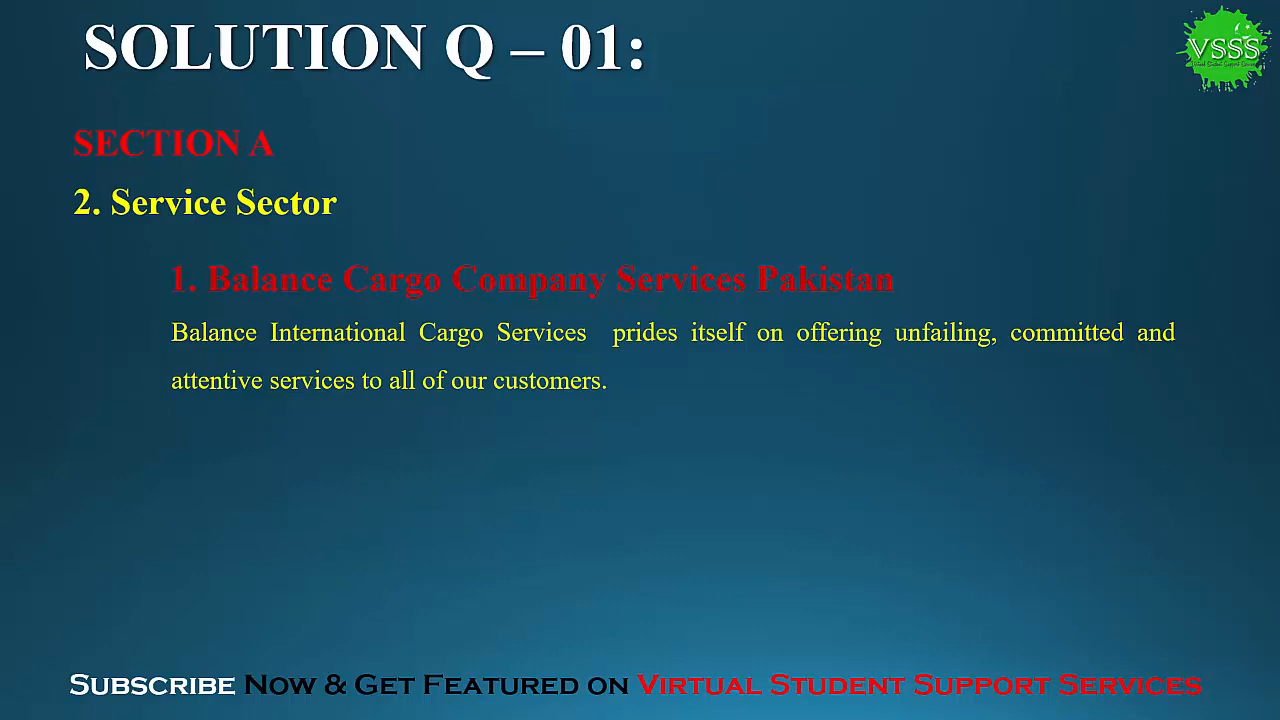 SOLUTION Q – 01:
VSSS
SECTION A
2. Service Sector
1. Balance Cargo Company Services Pakistan
Balance International Cargo Services prides itself on offering unfailing, committed and
attentive services to all of our customers.
SUBSCRIBE NOW & GET FEATURED ON VIRTUAL STUDENT SUPPORT SERVICES